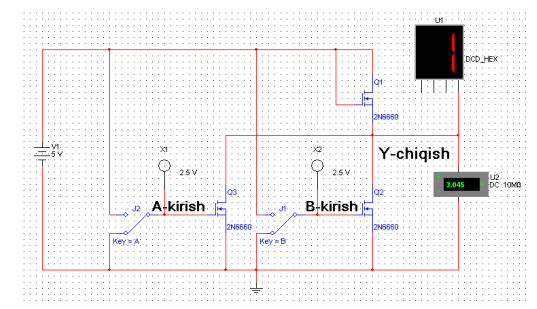 U1
1
DCD_HEX
Q1
2N6660
V1
5 V
X1
2.5 V
X2
2.5 V
Y-chiqish
3.045
U2
DC 10MΩ
J2
A-kirish
Q3
2N6660
Key = A
J1
B-kirish
Q2
2N6660
Key = B